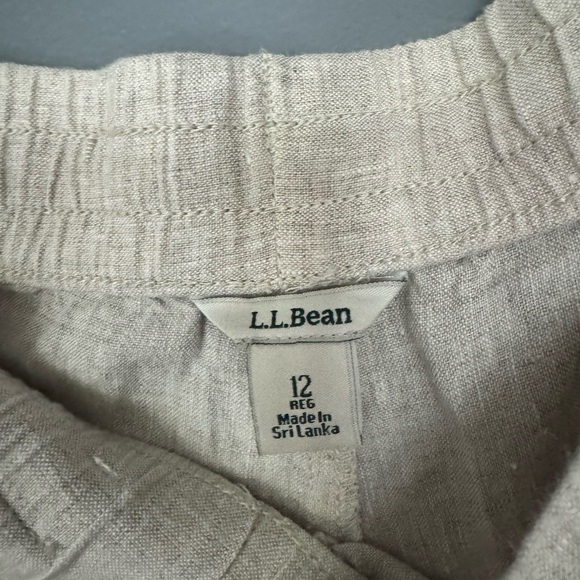 L.L.Bean
12
REG
Made In
Sri Lanka